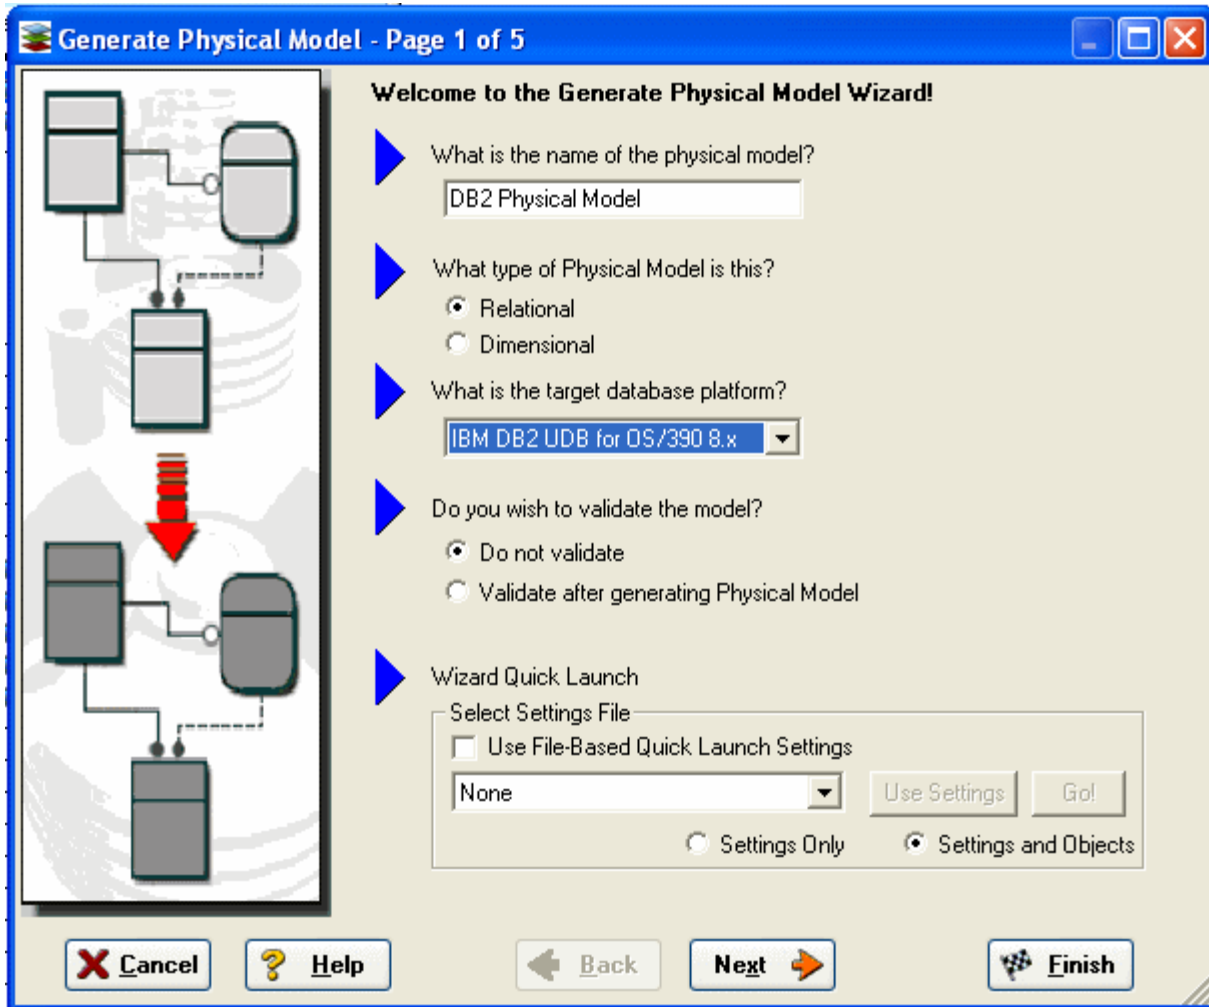 Generate Physical Model - Page 1 of 5
Welcome to the Generate Physical Model Wizard!
What is the name of the physical model?
DB2 Physical Model
What type of Physical Model is this?
Relational
Dimensional
What is the target database platform?
IBM DB2 UDB for OS/390 8.x
Do you wish to validate the model?
Do not validate
Validate after generating Physical Model
Wizard Quick Launch
Select Settings File
Use File-Based Quick Launch Settings
None
Use Settings
Go!
Settings Only
Settings and Objects
Cancel
Help
Back
Next
Finish